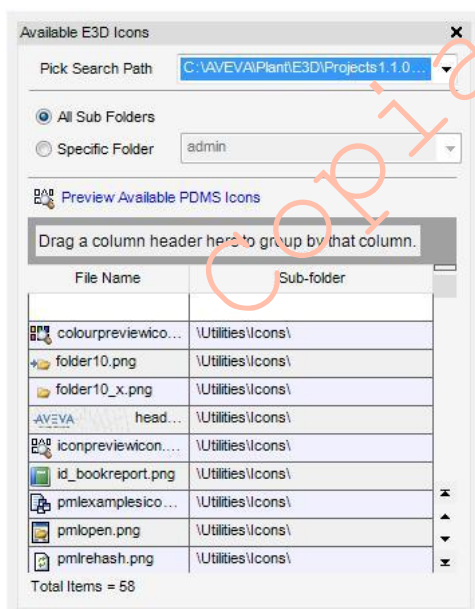 Available E3D Icons
Pick Search Path C:\AVEVA\Plant\E3D\Projects1.1.0...
All Sub Folders
Specific Folder admin
Preview Available PDMS Icons
Drag a column header here to group by that column.
File Name Sub-folder
colourpreviewico... \Utilities\Icons\
folder10.png \Utilities\Icons\
folder10_x.png \Utilities\Icons\
AVEVA head... \Utilities\Icons\
iconpreviewicon.... \Utilities\Icons\
id_bookreport.png \Utilities\Icons\
pmlexamplesico... \Utilities\Icons\
pmlopen.png \Utilities\Icons\
pmlrehash.png \Utilities\Icons\
Total Items = 58
Copia